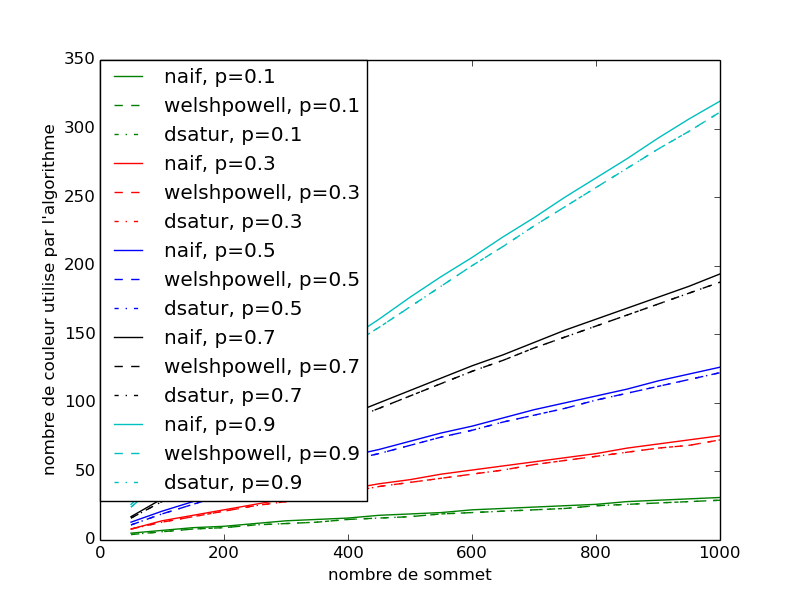 350
300
250
200
150
100
50
0
nombre de couleur utilise par l'algorithme
naif, p=0.1
welshpowell, p=0.1
dsatur, p=0.1
naif, p=0.3
welshpowell, p=0.3
dsatur, p=0.3
naif, p=0.5
welshpowell, p=0.5
dsatur, p=0.5
naif, p=0.7
welshpowell, p=0.7
dsatur, p=0.7
naif, p=0.9
welshpowell, p=0.9
dsatur, p=0.9
0 200 400 600 800 1000
nombre de sommet